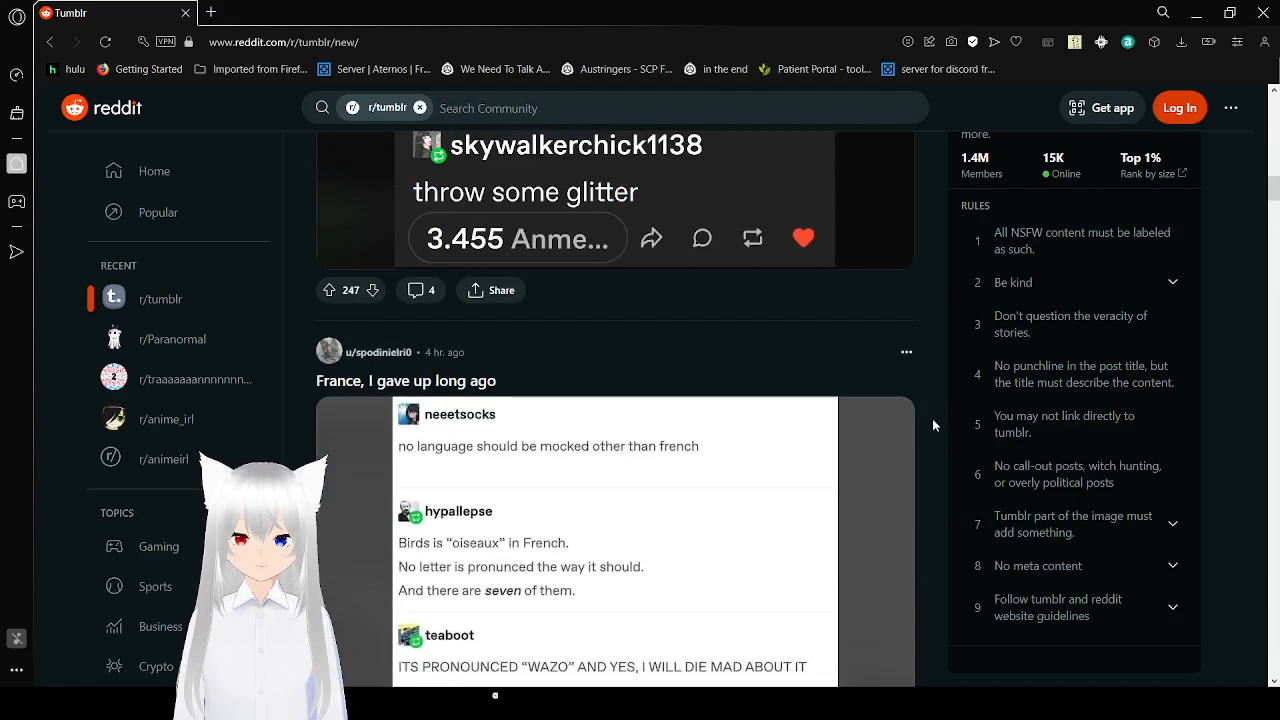 Tumblr
VPN
www.reddit.com/r/tumblr/new/
hulu
Getting Started
Imported from Firef...
Server | Aternos | Fr...
We Need To Talk A...
Austringers - SCP F...
in the end
Patient Portal - tool...
server for discord fr...
reddit
r/tumblr
Search Community
Get app
Log In
Home
Popular
RECENT
r/tumblr
r/Paranormal
r/traaaaaaannnnnnn...
r/anime_irl
r/animeirl
TOPICS
Gaming
Sports
Business
Crypto
skywalkerchick1138
throw some glitter
3.455 Anme...
247
4
Share
u/spodinielri0 • 4 hr. ago
France, I gave up long ago
neeetsocks
no language should be mocked other than french
hypallepse
Birds is “oiseaux” in French.
No letter is pronounced the way it should.
And there are seven of them.
teaboot
ITS PRONOUNCED “WAZO” AND YES, I WILL DIE MAD ABOUT IT
more.
1.4M 15K Top 1%
Members Online Rank by size
RULES
1 All NSFW content must be labeled
as such.
2 Be kind
3 Don't question the veracity of
stories.
4 No punchline in the post title, but
the title must describe the content.
5 You may not link directly to
tumblr.
6 No call-out posts, witch hunting,
or overly political posts
7 Tumblr part of the image must
add something.
8 No meta content
9 Follow tumblr and reddit
website guidelines